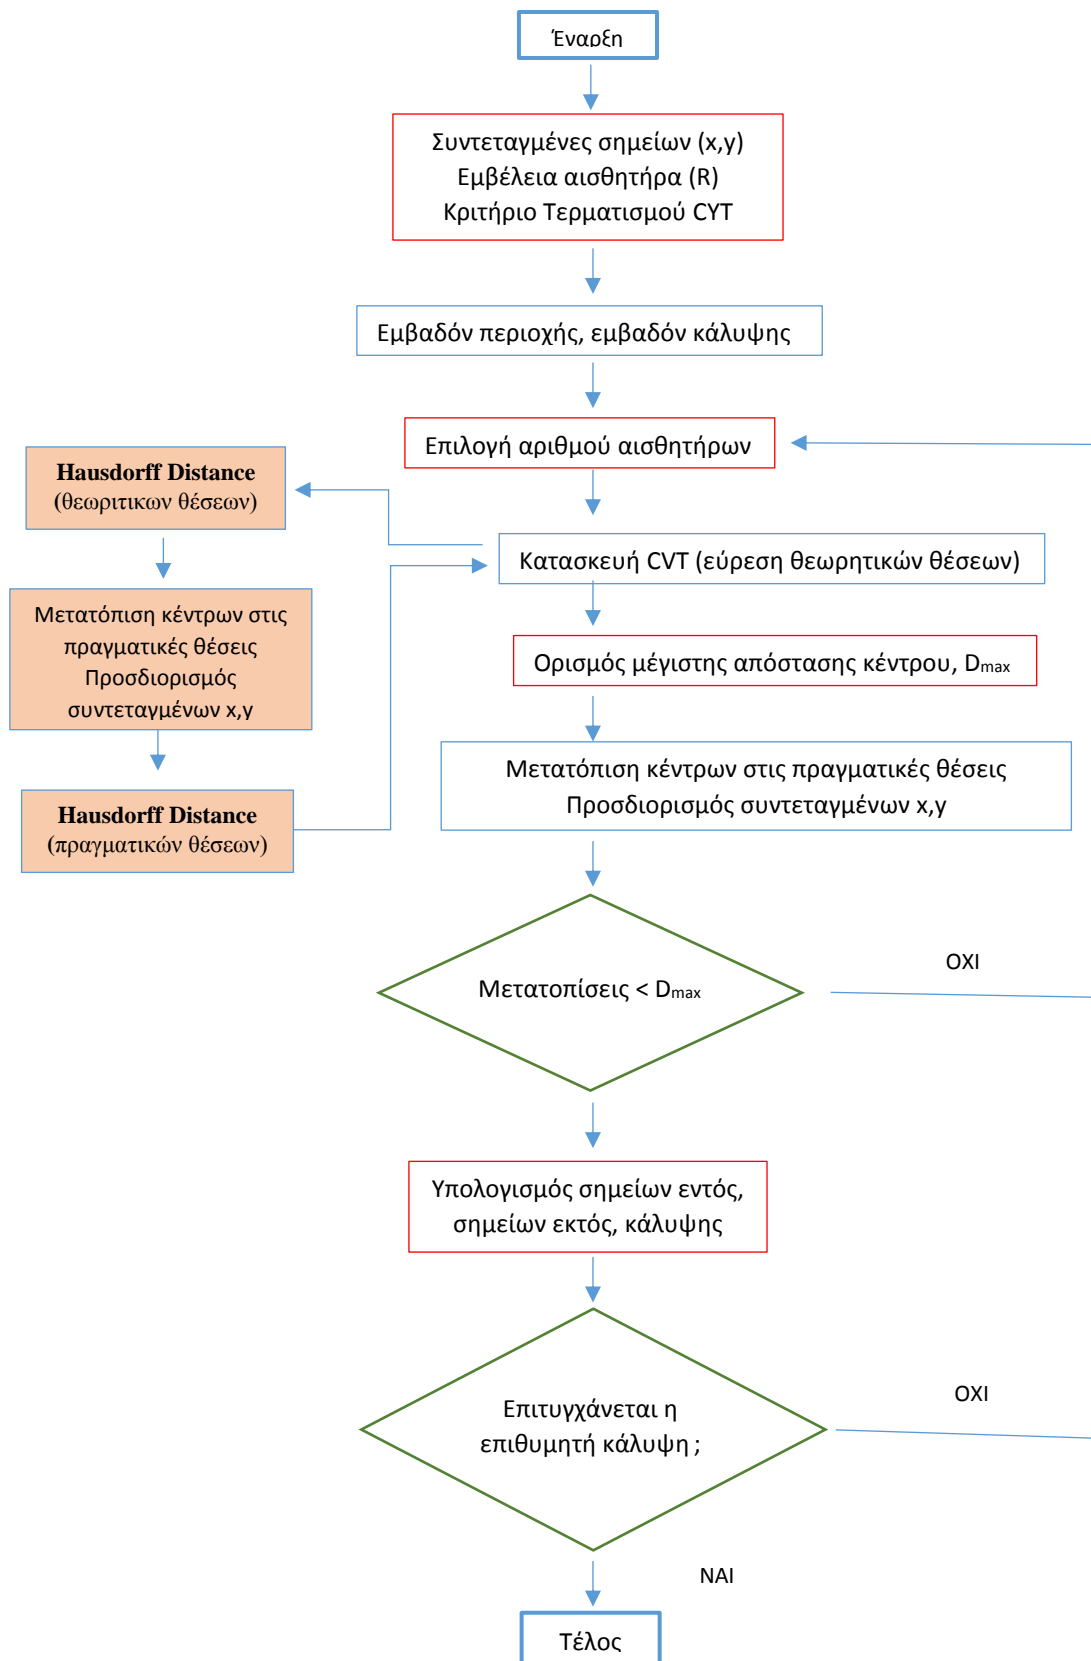 Έναρξη
Συντεταγμένες σημείων (x,y)
Εμβέλεια αισθητήρα (R)
Κριτήριο Τερματισμού CYT
Εμβαδόν περιοχής, εμβαδόν κάλυψης
Επιλογή αριθμού αισθητήρων
Hausdorff Distance
(θεωριτικων θέσεων)
Κατασκευή CVT (εύρεση θεωρητικών θέσεων)
Μετατόπιση κέντρων στις
πραγματικές θέσεις
Προσδιορισμός
συντεταγμένων x,y
Ορισμός μέγιστης απόστασης κέντρου, Dmax
Μετατόπιση κέντρων στις πραγματικές θέσεις
Προσδιορισμός συντεταγμένων x,y
Hausdorff Distance
(πραγματικών θέσεων)
Μετατοπίσεις < Dmax
ΟΧΙ
Υπολογισμός σημείων εντός,
σημείων εκτός, κάλυψης
Επιτυγχάνεται η
επιθυμητή κάλυψη ;
ΟΧΙ
ΝΑΙ
Τέλος